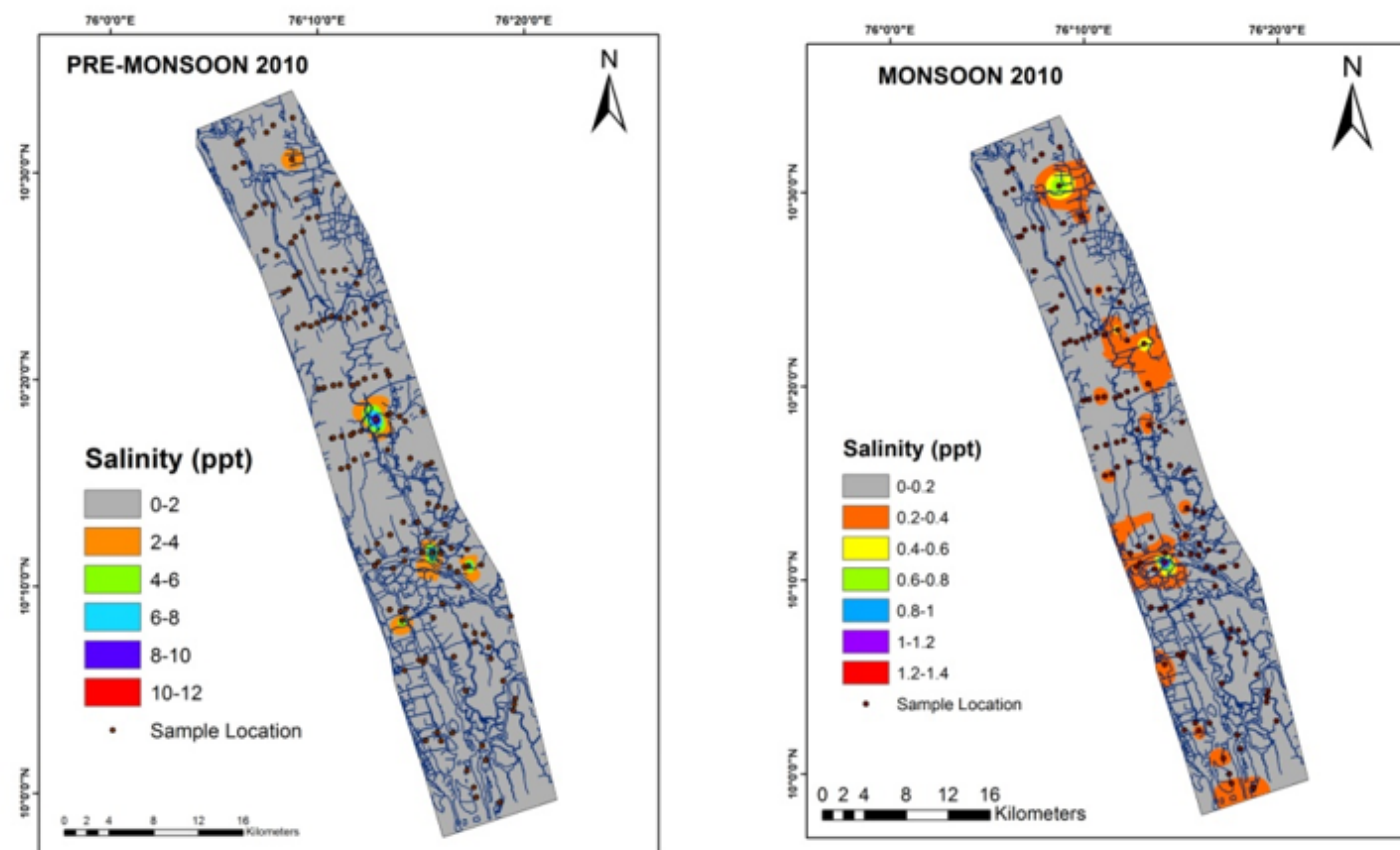 76°0'0"E 76°10'0"E 76°20'0"E
PRE-MONSOON 2010
N
10°30'0"N
10°20'0"N
10°10'0"N
10°0'0"N
Salinity (ppt)
0-2
2-4
4-6
6-8
8-10
10-12
Sample Location
0 2 4 8 12 16
Kilometers
76°0'0"E 76°10'0"E 76°20'0"E
MONSOON 2010
N
10°30'0"N
10°20'0"N
10°10'0"N
10°0'0"N
Salinity (ppt)
0-0.2
0.2-0.4
0.4-0.6
0.6-0.8
0.8-1
1-1.2
1.2-1.4
Sample Location
0 2 4 8 12 16
Kilometers